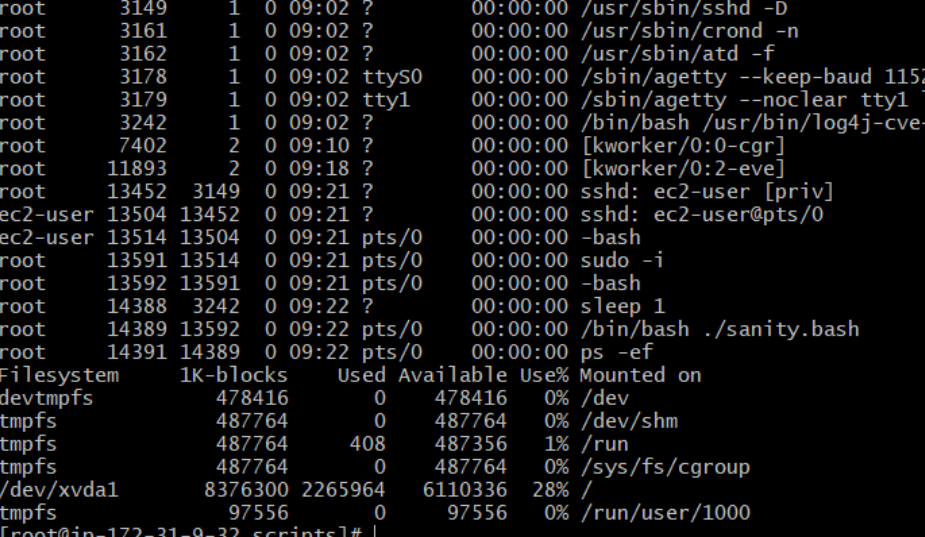 root 3149 1 0 09:02 ? 00:00:00 /usr/sbin/sshd -D
root 3161 1 0 09:02 ? 00:00:00 /usr/sbin/crond -n
root 3162 1 0 09:02 ? 00:00:00 /usr/sbin/atd -f
root 3178 1 0 09:02 ttyS0 00:00:00 /sbin/agetty --keep-baud 1152
root 3179 1 0 09:02 tty1 00:00:00 /sbin/agetty --noclear tty1
root 3242 1 0 09:02 ? 00:00:00 /bin/bash /usr/bin/log4j-cve-
root 7402 2 0 09:10 ? 00:00:00 [kworker/0:0-cgr]
root 11893 2 0 09:18 ? 00:00:00 [kworker/0:2-eve]
root 13452 3149 0 09:21 ? 00:00:00 sshd: ec2-user [priv]
ec2-user 13504 13452 0 09:21 ? 00:00:00 sshd: ec2-user@pts/0
ec2-user 13514 13504 0 09:21 pts/0 00:00:00 -bash
root 13591 13514 0 09:21 pts/0 00:00:00 sudo -i
root 13592 13591 0 09:21 pts/0 00:00:00 -bash
root 14388 3242 0 09:22 ? 00:00:00 sleep 1
root 14389 13592 0 09:22 pts/0 00:00:00 /bin/bash ./sanity.bash
root 14391 14389 0 09:22 pts/0 00:00:00 ps -ef
Filesystem 1K-blocks Used Available Use% Mounted on
devtmpfs 478416 0 478416 0% /dev
tmpfs 487764 0 487764 0% /dev/shm
tmpfs 487764 408 487356 1% /run
tmpfs 487764 0 487764 0% /sys/fs/cgroup
/dev/xvda1 8376300 2265964 6110336 28% /
tmpfs 97556 0 97556 0% /run/user/1000
[root@ip-172-31-9-32 scripts]#